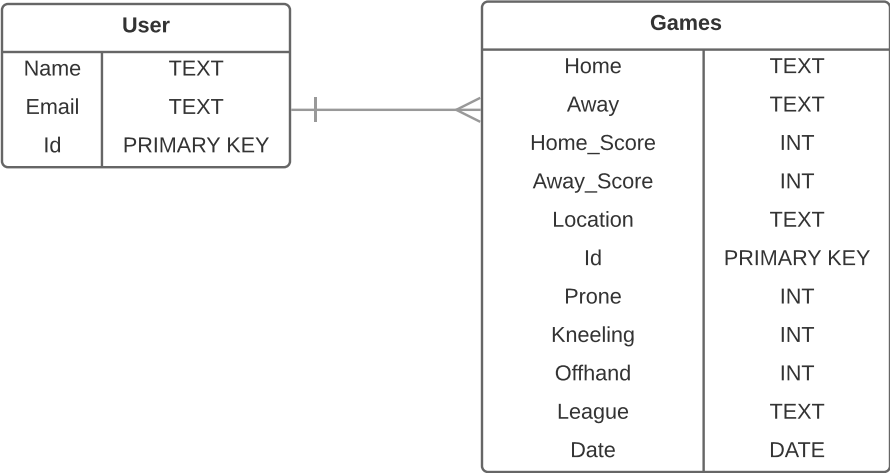 User
Name TEXT
Email TEXT
Id PRIMARY KEY
Games
Home TEXT
Away TEXT
Home_Score INT
Away_Score INT
Location TEXT
Id PRIMARY KEY
Prone INT
Kneeling INT
Offhand INT
League TEXT
Date DATE